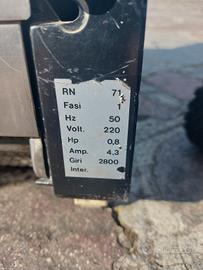 RN 71
Fasi 1
Hz 50
Volt. 220
Hp 0,8
Amp. 4,3
Giri 2800
Inter.